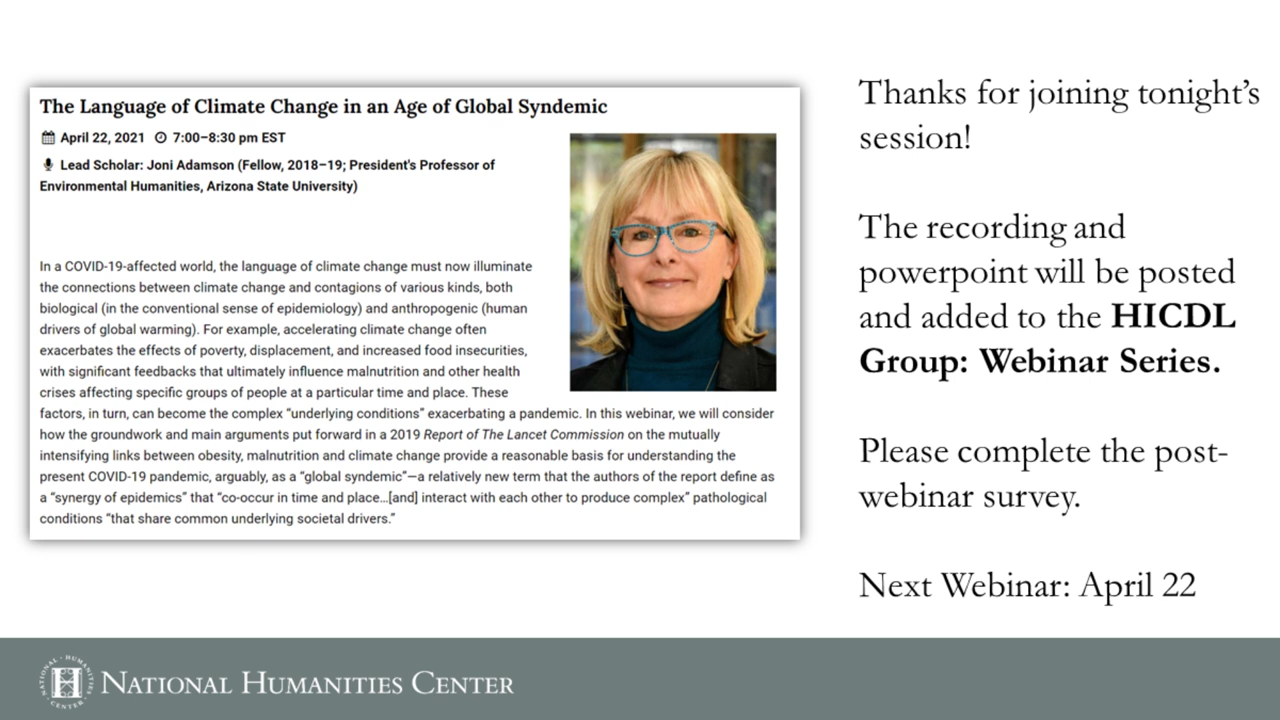 The Language of Climate Change in an Age of Global Syndemic
April 22, 2021 7:00–8:30 pm EST
Lead Scholar: Joni Adamson (Fellow, 2018–19; President's Professor of
Environmental Humanities, Arizona State University)
In a COVID-19-affected world, the language of climate change must now illuminate
the connections between climate change and contagions of various kinds, both
biological (in the conventional sense of epidemiology) and anthropogenic (human
drivers of global warming). For example, accelerating climate change often
exacerbates the effects of poverty, displacement, and increased food insecurities,
with significant feedbacks that ultimately influence malnutrition and other health
crises affecting specific groups of people at a particular time and place. These
factors, in turn, can become the complex “underlying conditions” exacerbating a pandemic. In this webinar, we will consider
how the groundwork and main arguments put forward in a 2019 Report of The Lancet Commission on the mutually
intensifying links between obesity, malnutrition and climate change provide a reasonable basis for understanding the
present COVID-19 pandemic, arguably, as a “global syndemic”—a relatively new term that the authors of the report define as
a “synergy of epidemics” that “co-occur in time and place…[and] interact with each other to produce complex” pathological
conditions “that share common underlying societal drivers.”
Thanks for joining tonight’s
session!
The recording and
powerpoint will be posted
and added to the HICDL
Group: Webinar Series.
Please complete the post-
webinar survey.
Next Webinar: April 22
NATIONAL HUMANITIES CENTER
NATIONAL HUMANITIES CENTER